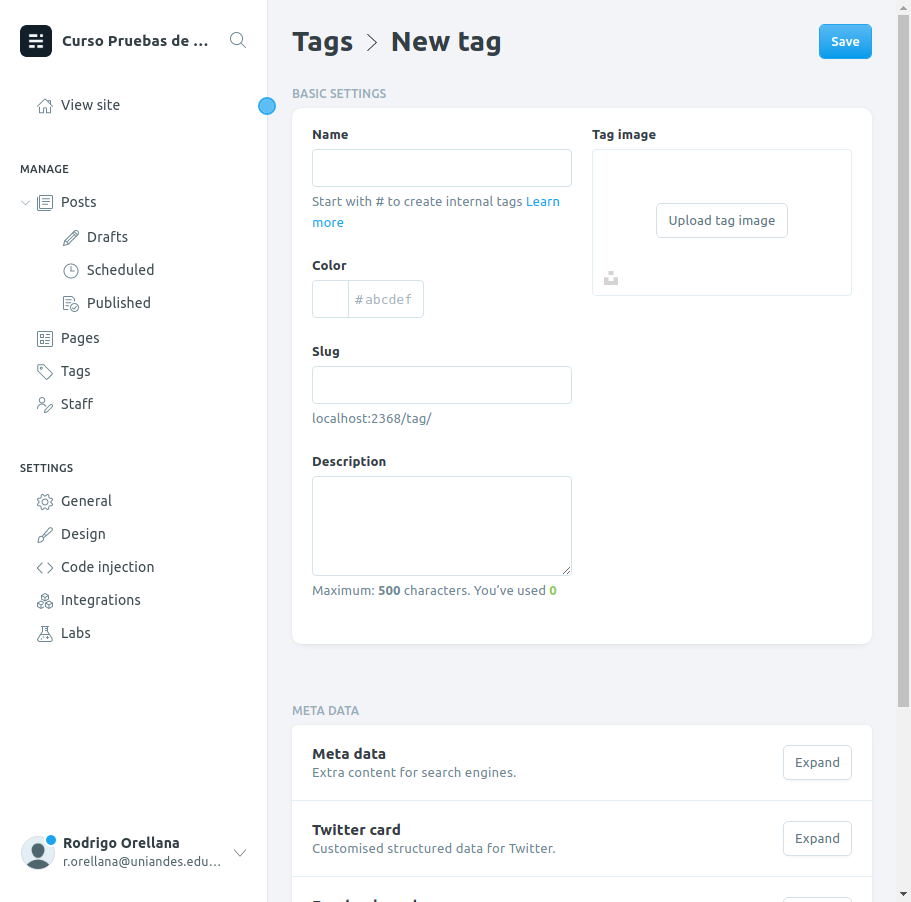 Curso Pruebas de ...
View site
MANAGE
Posts
Drafts
Scheduled
Published
Pages
Tags
Staff
SETTINGS
General
Design
Code injection
Integrations
Labs
Rodrigo Orellana
r.orellana@uniandes.edu...
Tags > New tag
Save
BASIC SETTINGS
Name
Start with # to create internal tags Learn
more
Color
#abcdef
Slug
localhost:2368/tag/
Description
Maximum: 500 characters. You've used 0
Tag image
Upload tag image
META DATA
Meta data
Extra content for search engines.
Expand
Twitter card
Customised structured data for Twitter.
Expand